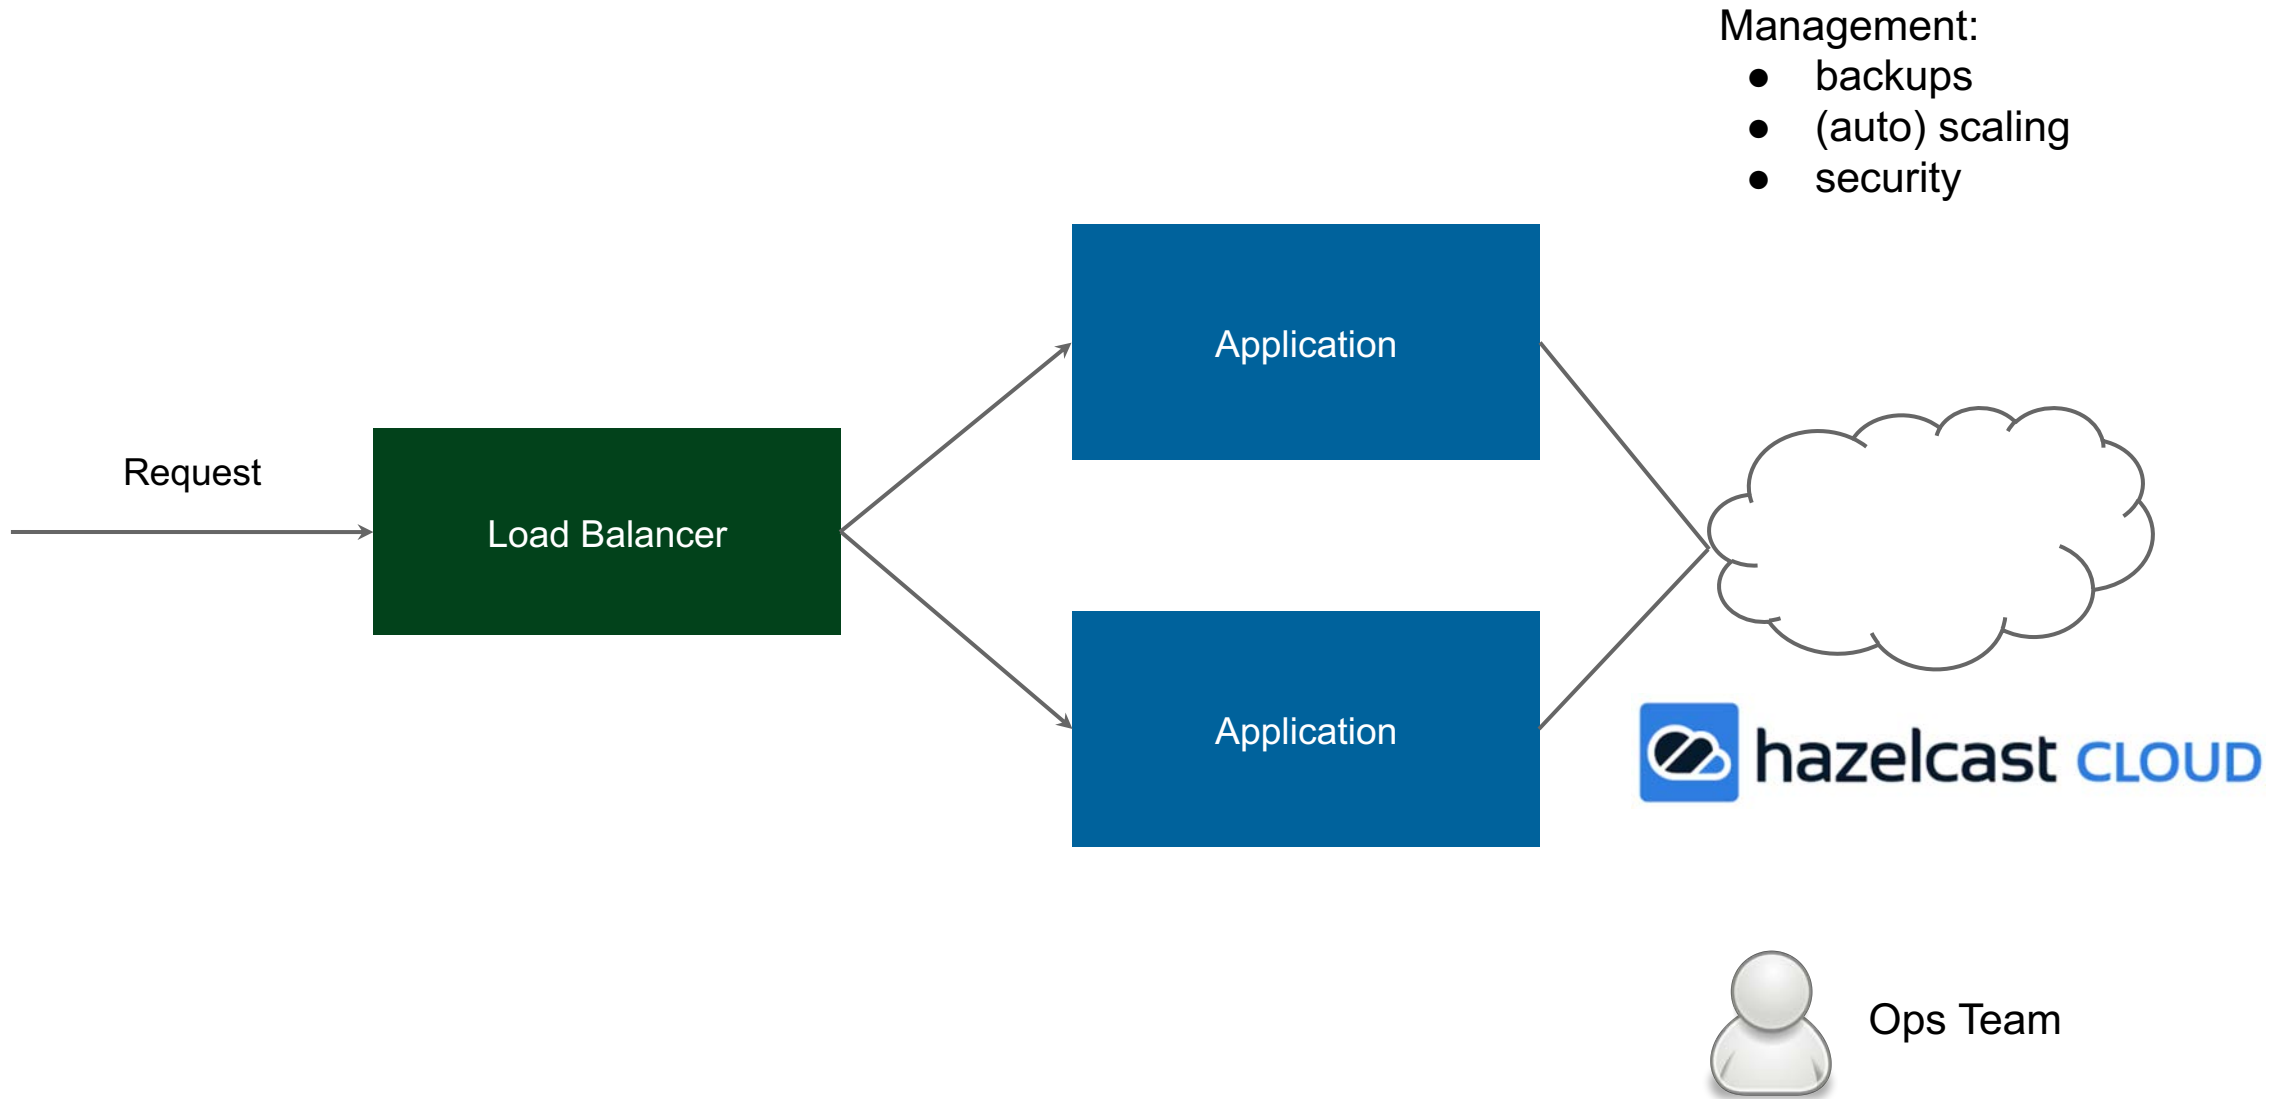 Management:
● backups
● (auto) scaling
● security
Application
Request
Load Balancer
Application
hazelcast CLOUD
Ops Team